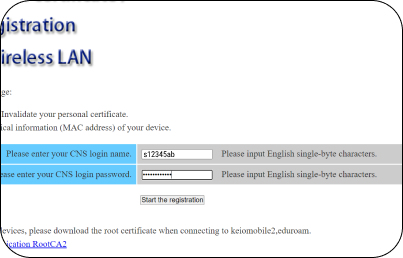 gistration
ireless LAN
ge:
Invalidate your personal certificate.
ical information (MAC address) of your device.
Please enter your CNS login name. s12345ab Please input English single-byte characters.
ease enter your CNS login password. •••••••••••• Please input English single-byte characters.
Start the registration
evices, please download the root certificate when connecting to keiomobile2,eduroam.
ication RootCA2